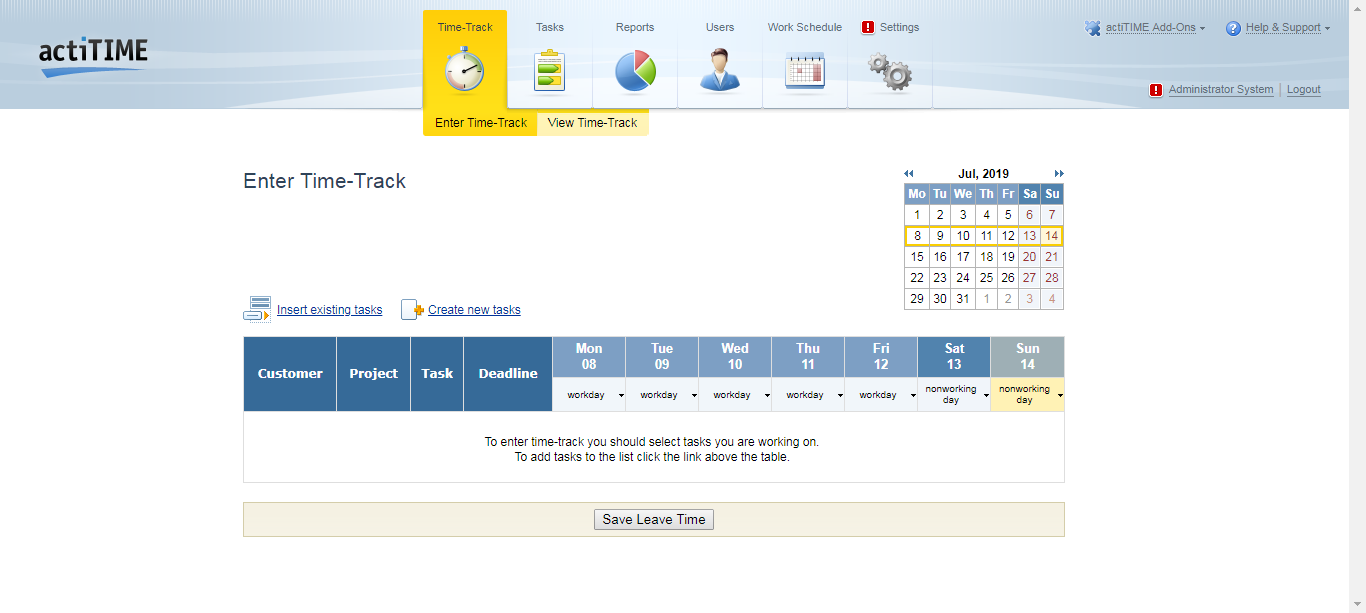 actiTIME
Time-Track
Tasks
Reports
Users
Work Schedule
! Settings
actiTIME Add-Ons
? Help & Support
! Administrator System | Logout
Enter Time-Track
View Time-Track
Enter Time-Track
Jul, 2019
Mo Tu We Th Fr Sa Su
1 2 3 4 5 6 7
8 9 10 11 12 13 14
15 16 17 18 19 20 21
22 23 24 25 26 27 28
29 30 31 1 2 3 4
Insert existing tasks
Create new tasks
Customer Project Task Deadline
Mon Tue Wed Thu Fri Sat Sun
08 09 10 11 12 13 14
workday workday workday workday workday nonworking day nonworking day
To enter time-track you should select tasks you are working on.
To add tasks to the list click the link above the table.
Save Leave Time